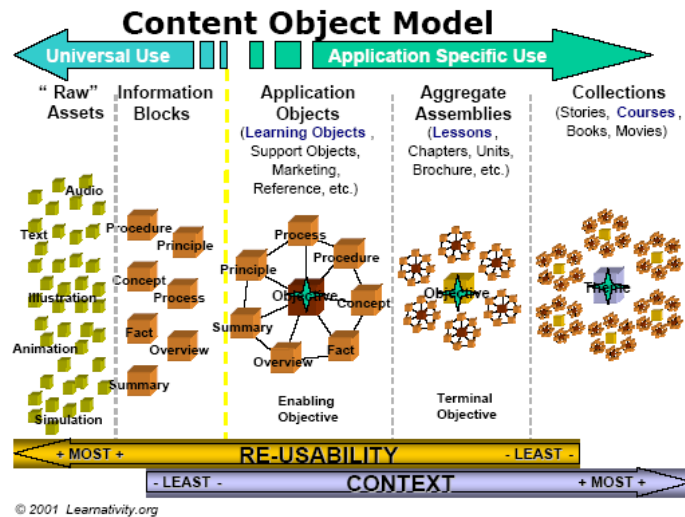 Content Object Model
Universal Use
Application Specific Use
“ Raw”
Assets
Information
Blocks
Application
Objects
(Learning Objects ,
Support Objects,
Marketing,
Reference, etc.)
Aggregate
Assemblies
(Lessons ,
Chapters, Units,
Brochure, etc.)
Collections
(Stories, Courses ,
Books, Movies)
Audio
Text
Illustration
Animation
Simulation
Procedure
Principle
Concept
Process
Fact
Overview
Summary
Process
Procedure
Principle
Objective
Concept
Summary
Fact
Overview
Enabling
Objective
Objective
Terminal
Objective
Theme
+ MOST +
RE-USABILITY
- LEAST -
- LEAST -
CONTEXT
+ MOST +
© 2001 Learnativity.org